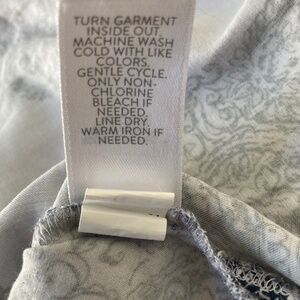 TURN GARMENT
INSIDE OUT.
MACHINE WASH
COLD WITH LIKE
COLORS,
GENTLE CYCLE.
ONLY NON-
CHLORINE
BLEACH IF
NEEDED.
LINE DRY.
WARM IRON IF
NEEDED.